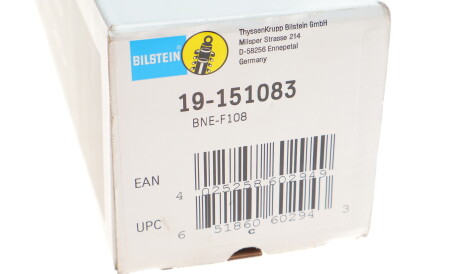 BILSTEIN
ThyssenKrupp Bilstein GmbH
Milsper Strasse 214
D-58256 Ennepetal
Germany
19-151083
BNE-F108
EAN
4 025258 602949
UPC
6 51860 60294 3
C